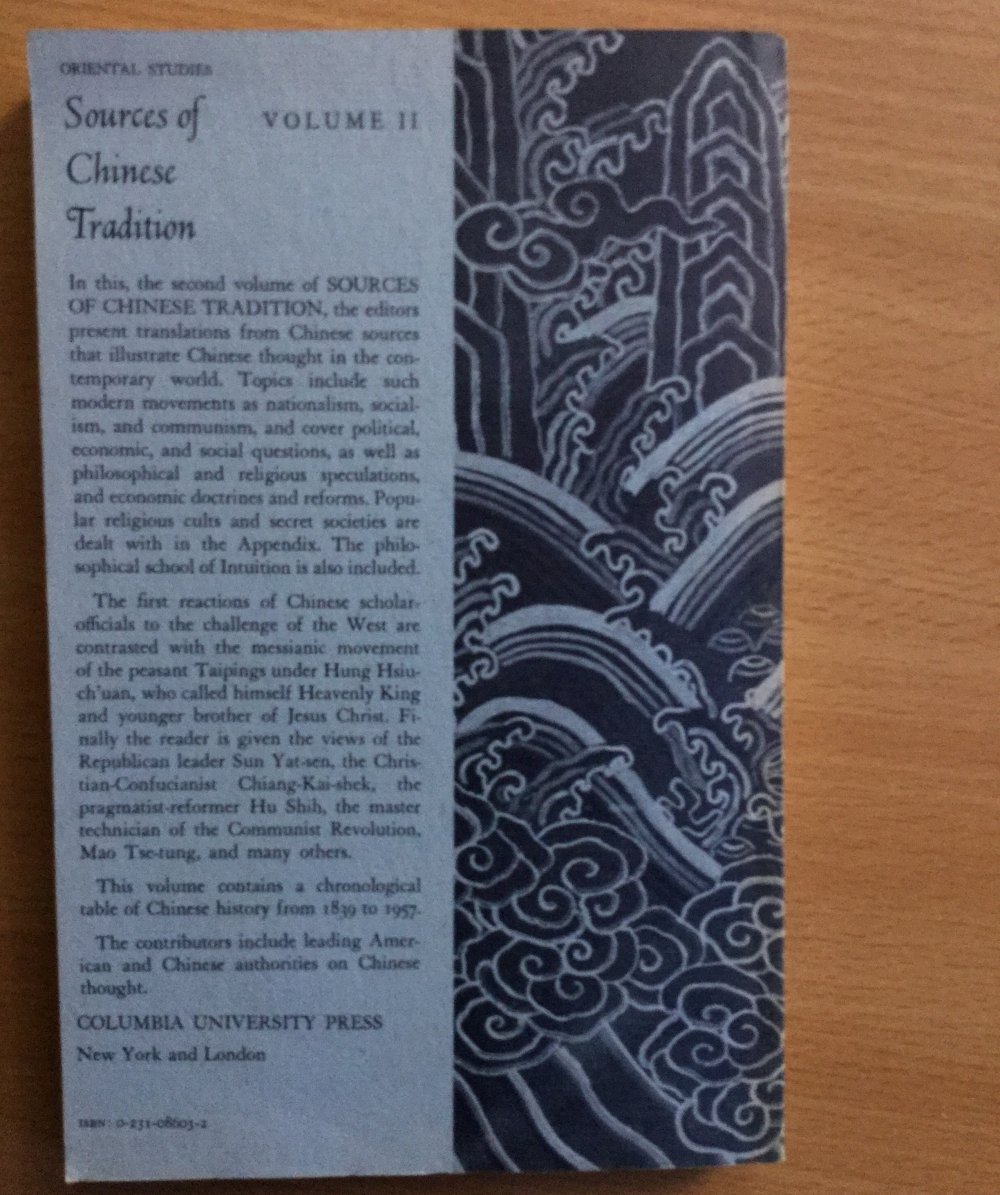 ORIENTAL STUDIES
Sources of VOLUME II
Chinese
Tradition
In this, the second volume of SOURCES
OF CHINESE TRADITION, the editors
present translations from Chinese sources
that illustrate Chinese thought in the con-
temporary world. Topics include such
modern movements as nationalism, social-
ism, and communism, and cover political,
economic, and social questions, as well as
philosophical and religious speculations,
and economic doctrines and reforms. Popu-
lar religious cults and secret societies are
dealt with in the Appendix. The philo-
sophical school of Intuition is also included.
The first reactions of Chinese scholar-
officials to the challenge of the West are
contrasted with the messianic movement
of the peasant Taipings under Hung Hsiu-
ch'uan, who called himself Heavenly King
and younger brother of Jesus Christ. Fi-
nally the reader is given the views of the
Republican leader Sun Yat-sen, the Chris-
tian-Confucianist Chiang-Kai-shek, the
pragmatist-reformer Hu Shih, the master
technician of the Communist Revolution,
Mao Tse-tung, and many others.
This volume contains a chronological
table of Chinese history from 1839 to 1957.
The contributors include leading Amer-
ican and Chinese authorities on Chinese
thought.
COLUMBIA UNIVERSITY PRESS
New York and London
ISBN: 0-231-08603-2